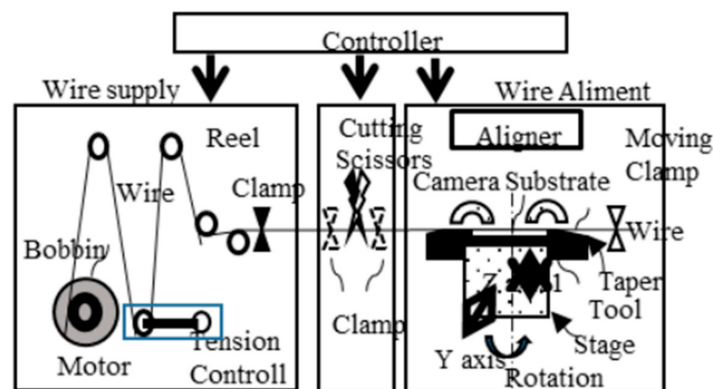 Controller
Wire supply
Wire Aliment
Reel
Cutting
Scissors
Aligner
Moving
Clamp
Wire
Clamp
Camera Substrate
Bobbin
Wire
Taper
Tool
Clamp
Tension
Controll
Motor
Stage
Y axis
Rotation